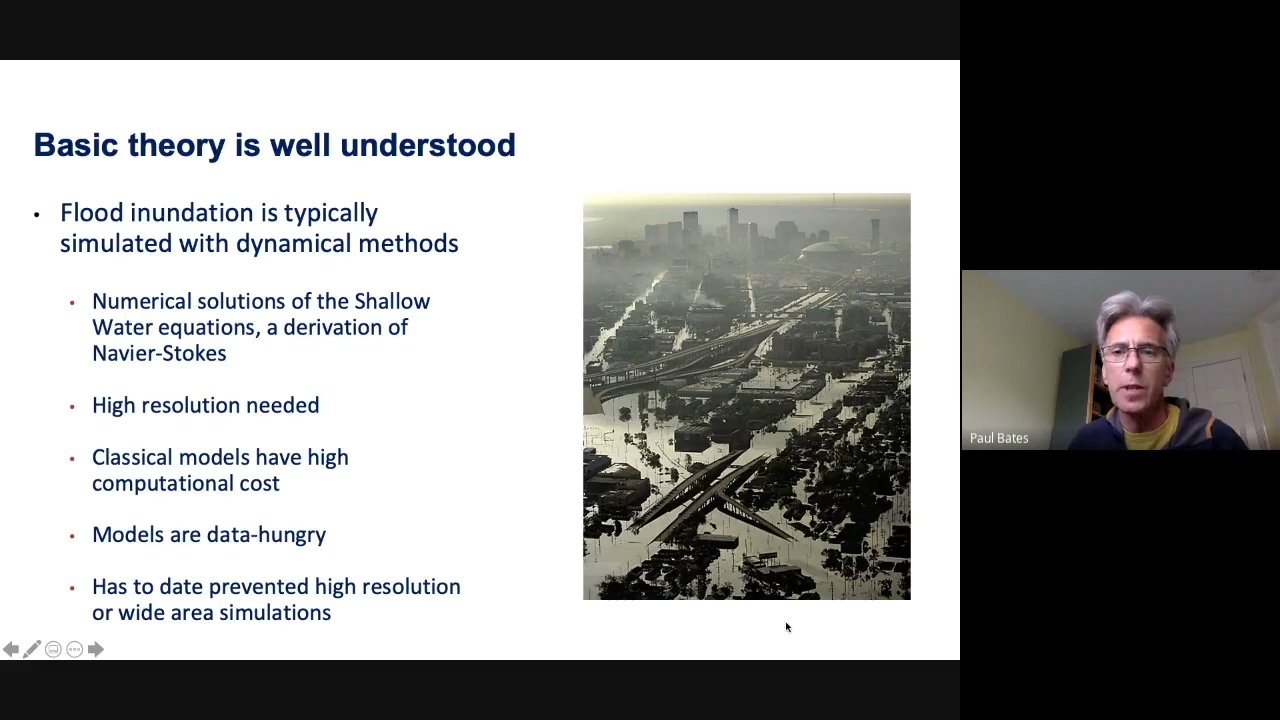 Basic theory is well understood
• Flood inundation is typically
simulated with dynamical methods
• Numerical solutions of the Shallow
Water equations, a derivation of
Navier-Stokes
• High resolution needed
• Classical models have high
computational cost
• Models are data-hungry
• Has to date prevented high resolution
or wide area simulations
Paul Bates